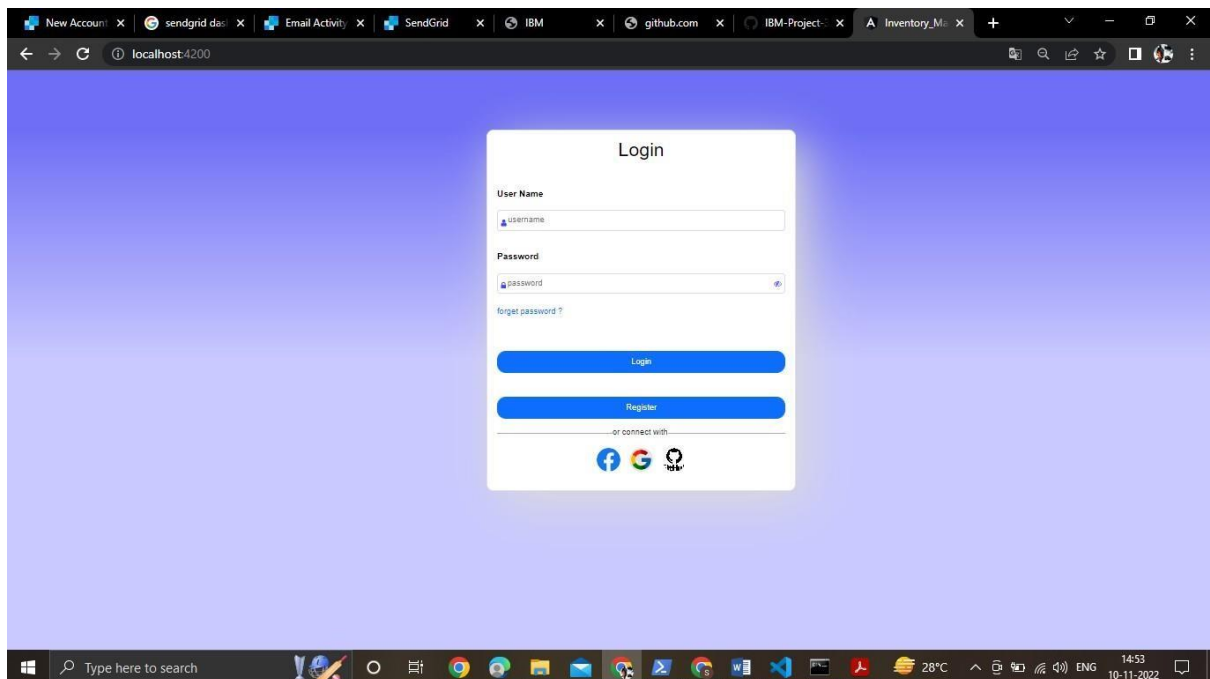 New Account
sendgrid das
Email Activity
SendGrid
IBM
github.com
IBM-Project-3
Inventory_Ma
localhost:4200
Login
User Name
username
Password
password
forget password ?
Login
Register
or connect with
Type here to search
28°C
ENG
14:53
10-11-2022